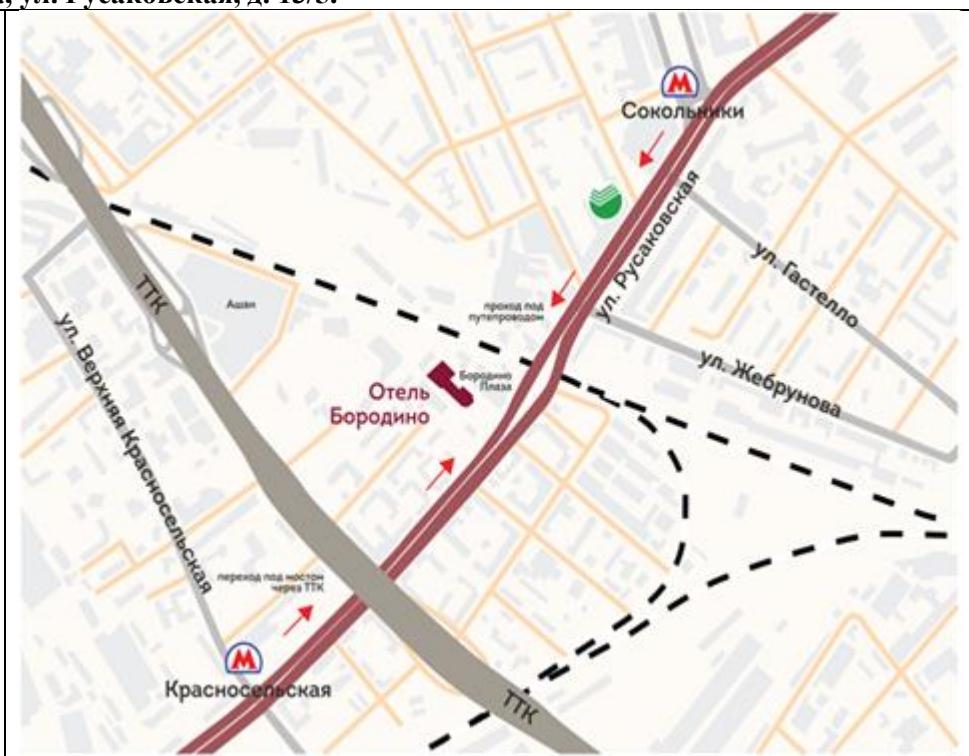 ул. Русаковская, д. 13/5.
М
Сокольники
ул. Русаковская
ул. Гастелло
ТТК
Ашан
проход под
путепроводом
ул. Жебрунова
ул. Верхняя Красносельская
Бородино
Плаза
Отель
Бородино
переход под мостом
через ТТК
М
Красносельская
ТТК